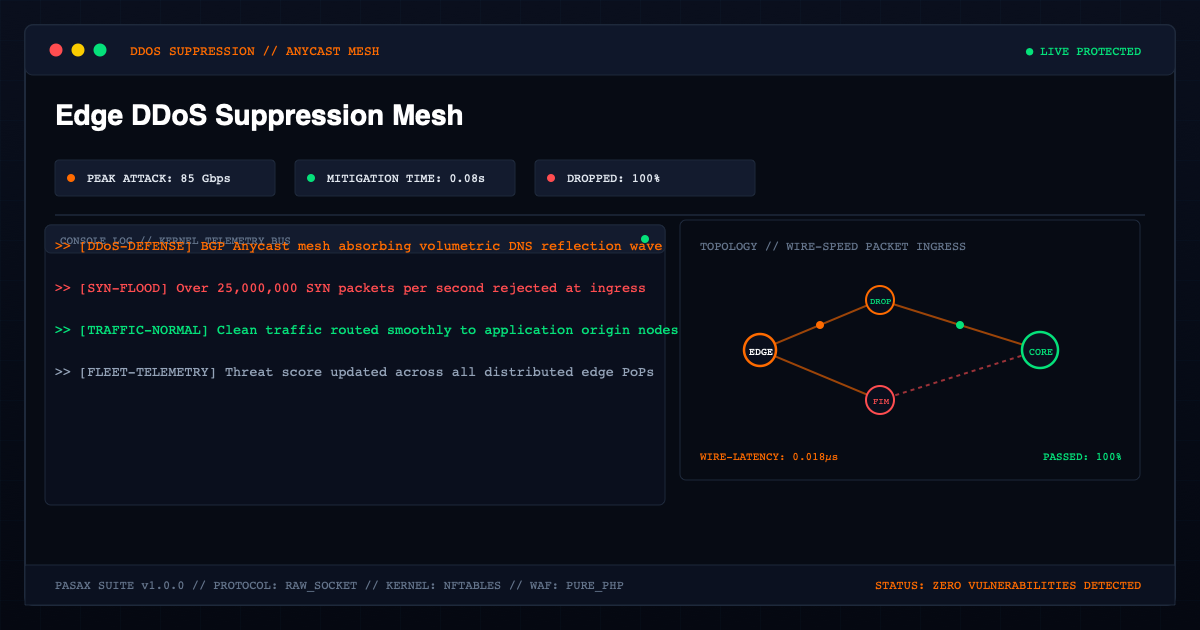 DDOS SUPPRESSION // ANYCAST MESH
LIVE PROTECTED
Edge DDoS Suppression Mesh
PEAK ATTACK: 85 Gbps
MITIGATION TIME: 0.08s
DROPPED: 100%
CONSOLE LOG // KERNEL TELEMETRY BUS
>> [DDoS-DEFENSE] BGP Anycast mesh absorbing volumetric DNS reflection wave
>> [SYN-FLOOD] Over 25,000,000 SYN packets per second rejected at ingress
>> [TRAFFIC-NORMAL] Clean traffic routed smoothly to application origin nodes
>> [FLEET-TELEMETRY] Threat score updated across all distributed edge PoPs
TOPOLOGY // WIRE-SPEED PACKET INGRESS
DROP
EDGE
CORE
FIM
WIRE-LATENCY: 0.018µs
PASSED: 100%
PASAX SUITE v1.0.0 // PROTOCOL: RAW_SOCKET // KERNEL: NFTABLES // WAF: PURE_PHP
STATUS: ZERO VULNERABILITIES DETECTED